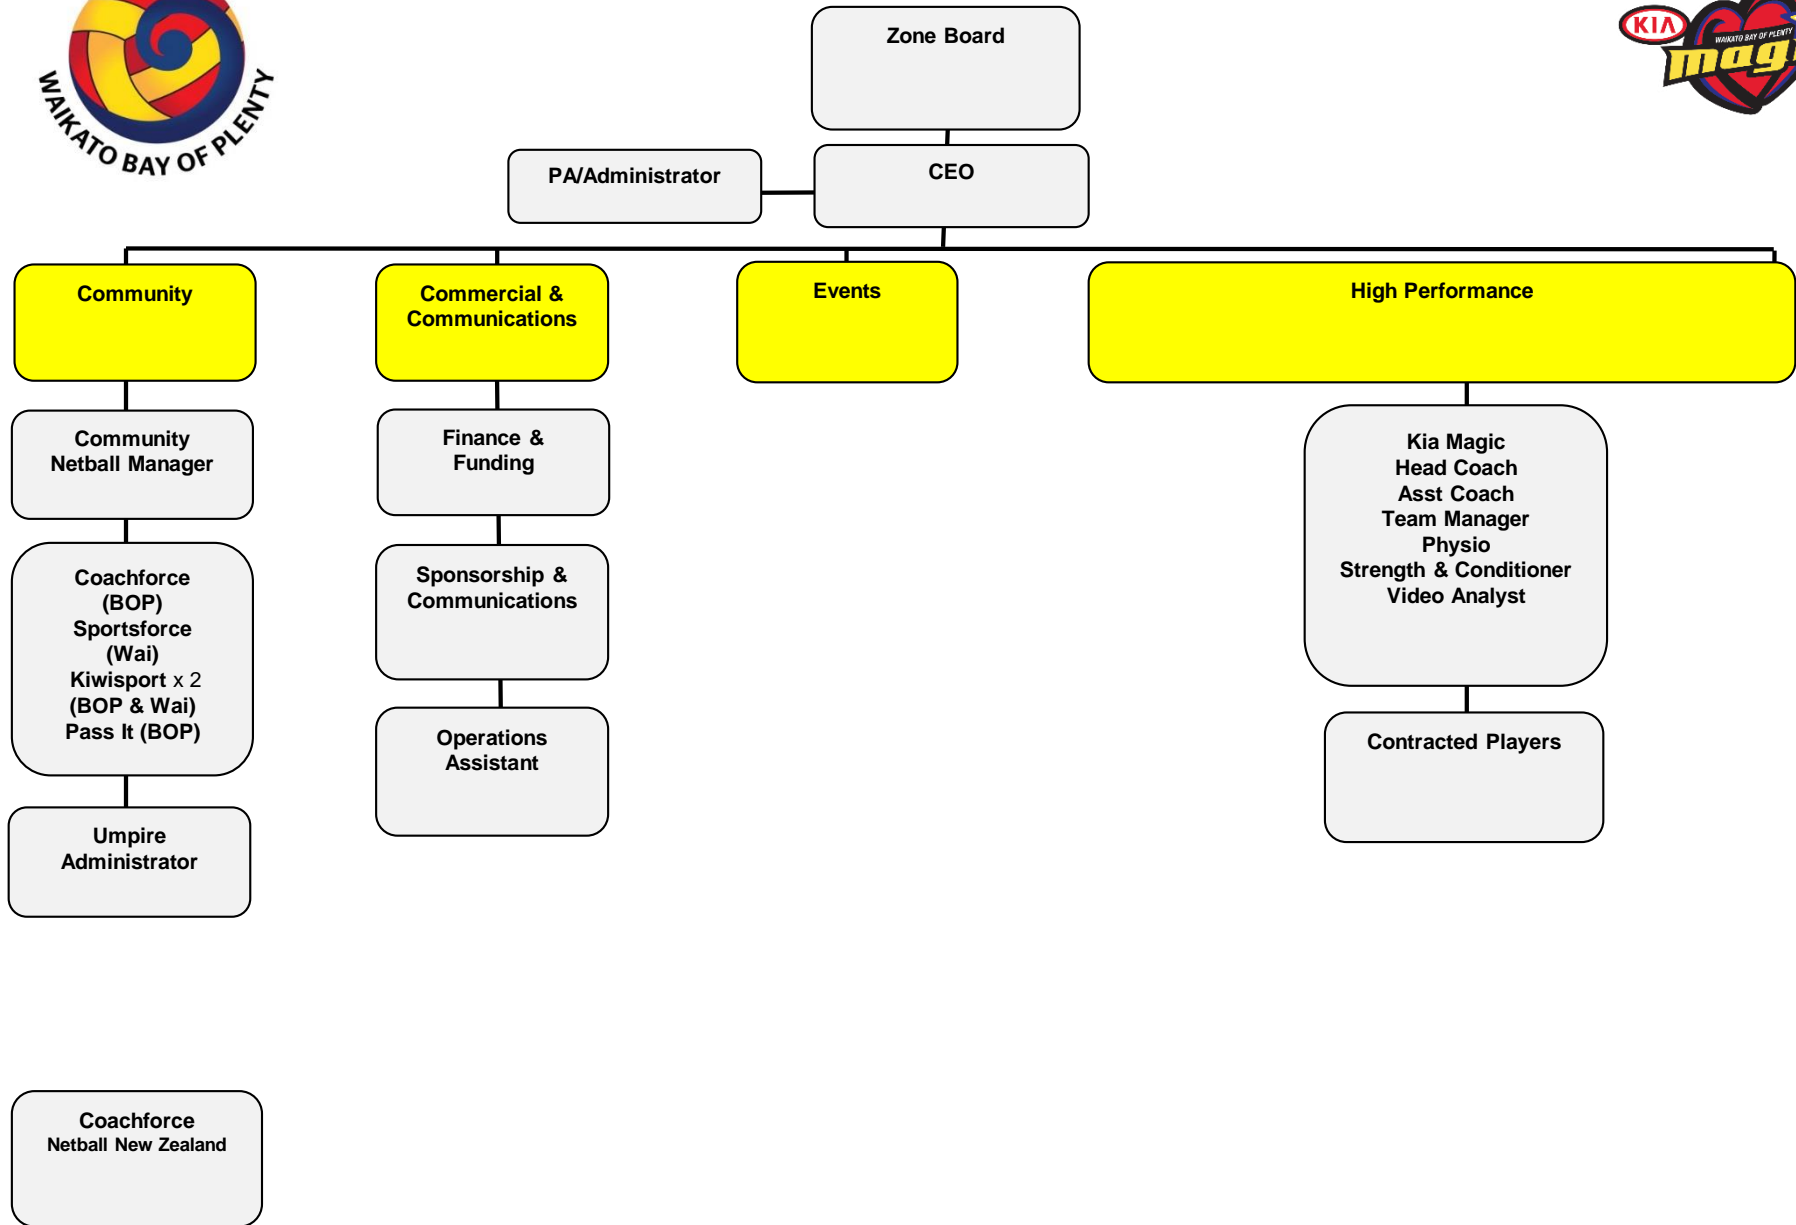 WAIKATO BAY OF PLENTY
Zone Board
KIA
WAIKATO BAY OF PLENTY
PA/Administrator
CEO
Community
Commercial &
Communications
Events
High Performance
Community
Netball Manager
Finance &
Funding
Kia Magic
Head Coach
Asst Coach
Team Manager
Physio
Strength & Conditioner
Video Analyst
Coachforce
(BOP)
Sportsforce
(Wai)
Kiwisport x 2
(BOP & Wai)
Pass It (BOP)
Sponsorship &
Communications
Operations
Assistant
Contracted Players
Umpire
Administrator
Coachforce
Netball New Zealand